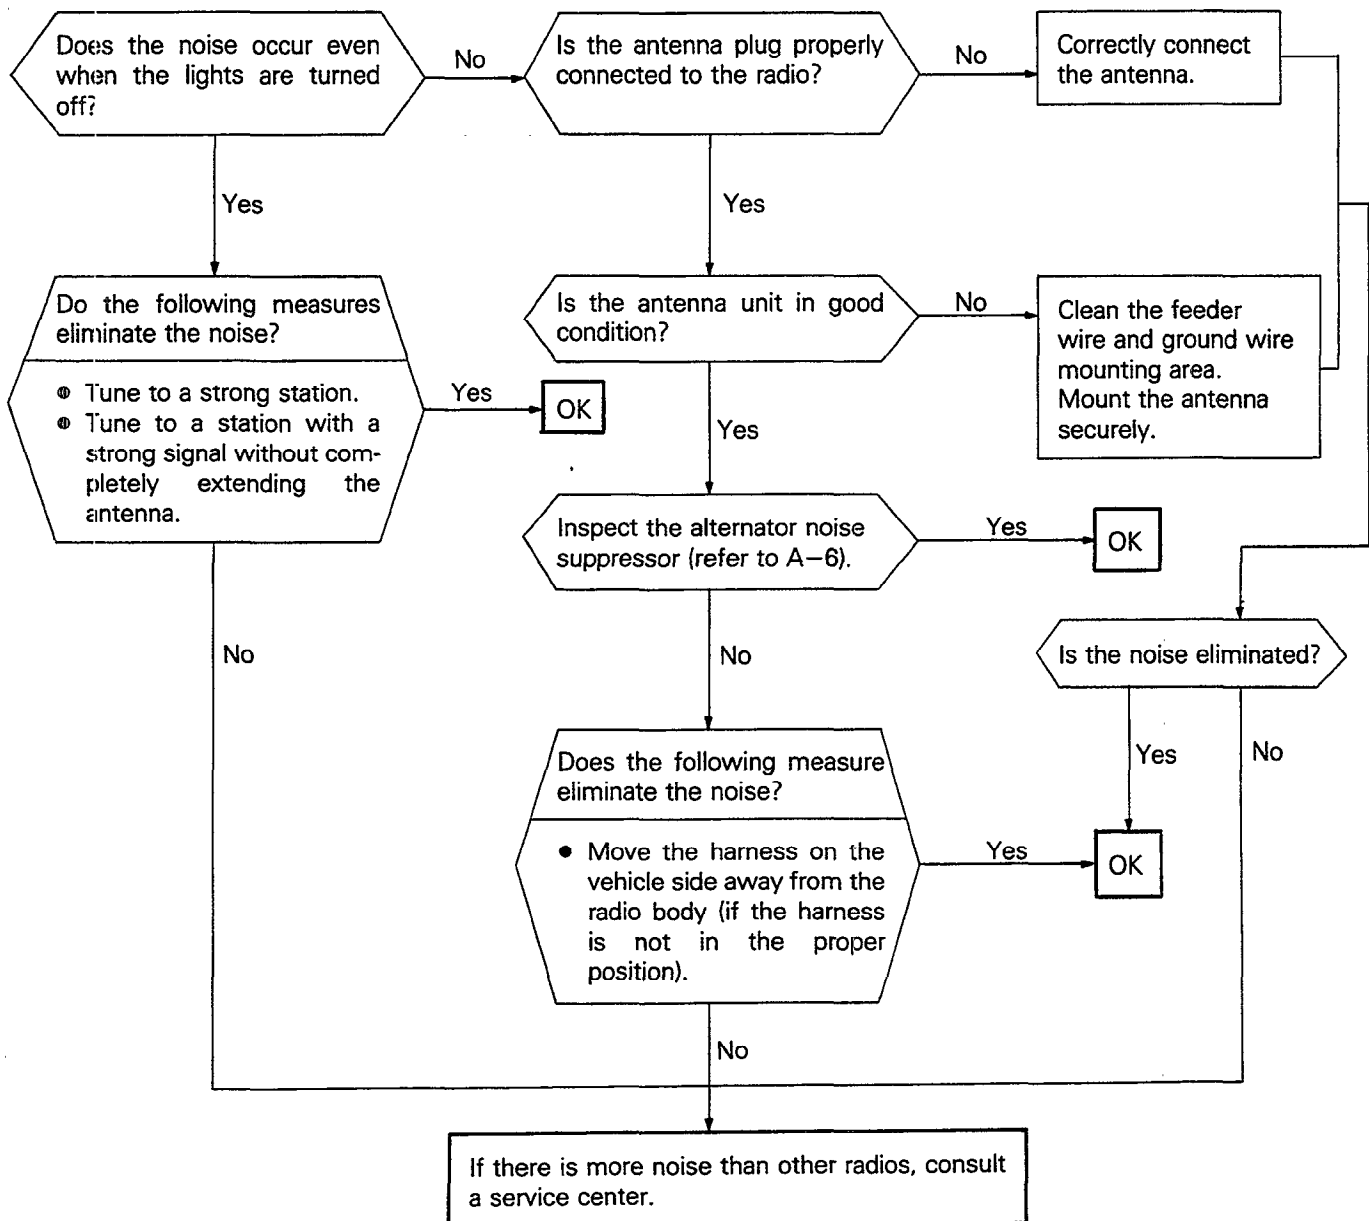 Does the noise occur even
when the lights are turned
off?
No
Is the antenna plug properly
connected to the radio?
No
Correctly connect
the antenna.
Yes
Yes
Do the following measures
eliminate the noise?
Tune to a strong station.
Tune to a station with a
strong signal without com-
pletely extending the
antenna.
Yes
OK
Is the antenna unit in good
condition?
No
Clean the feeder
wire and ground wire
mounting area.
Mount the antenna
securely.
Yes
Inspect the alternator noise
suppressor (refer to A–6).
Yes
OK
No
No
Is the noise eliminated?
Yes
No
Does the following measure
eliminate the noise?
• Move the harness on the
vehicle side away from the
radio body (if the harness
is not in the proper
position).
Yes
OK
No
If there is more noise than other radios, consult
a service center.